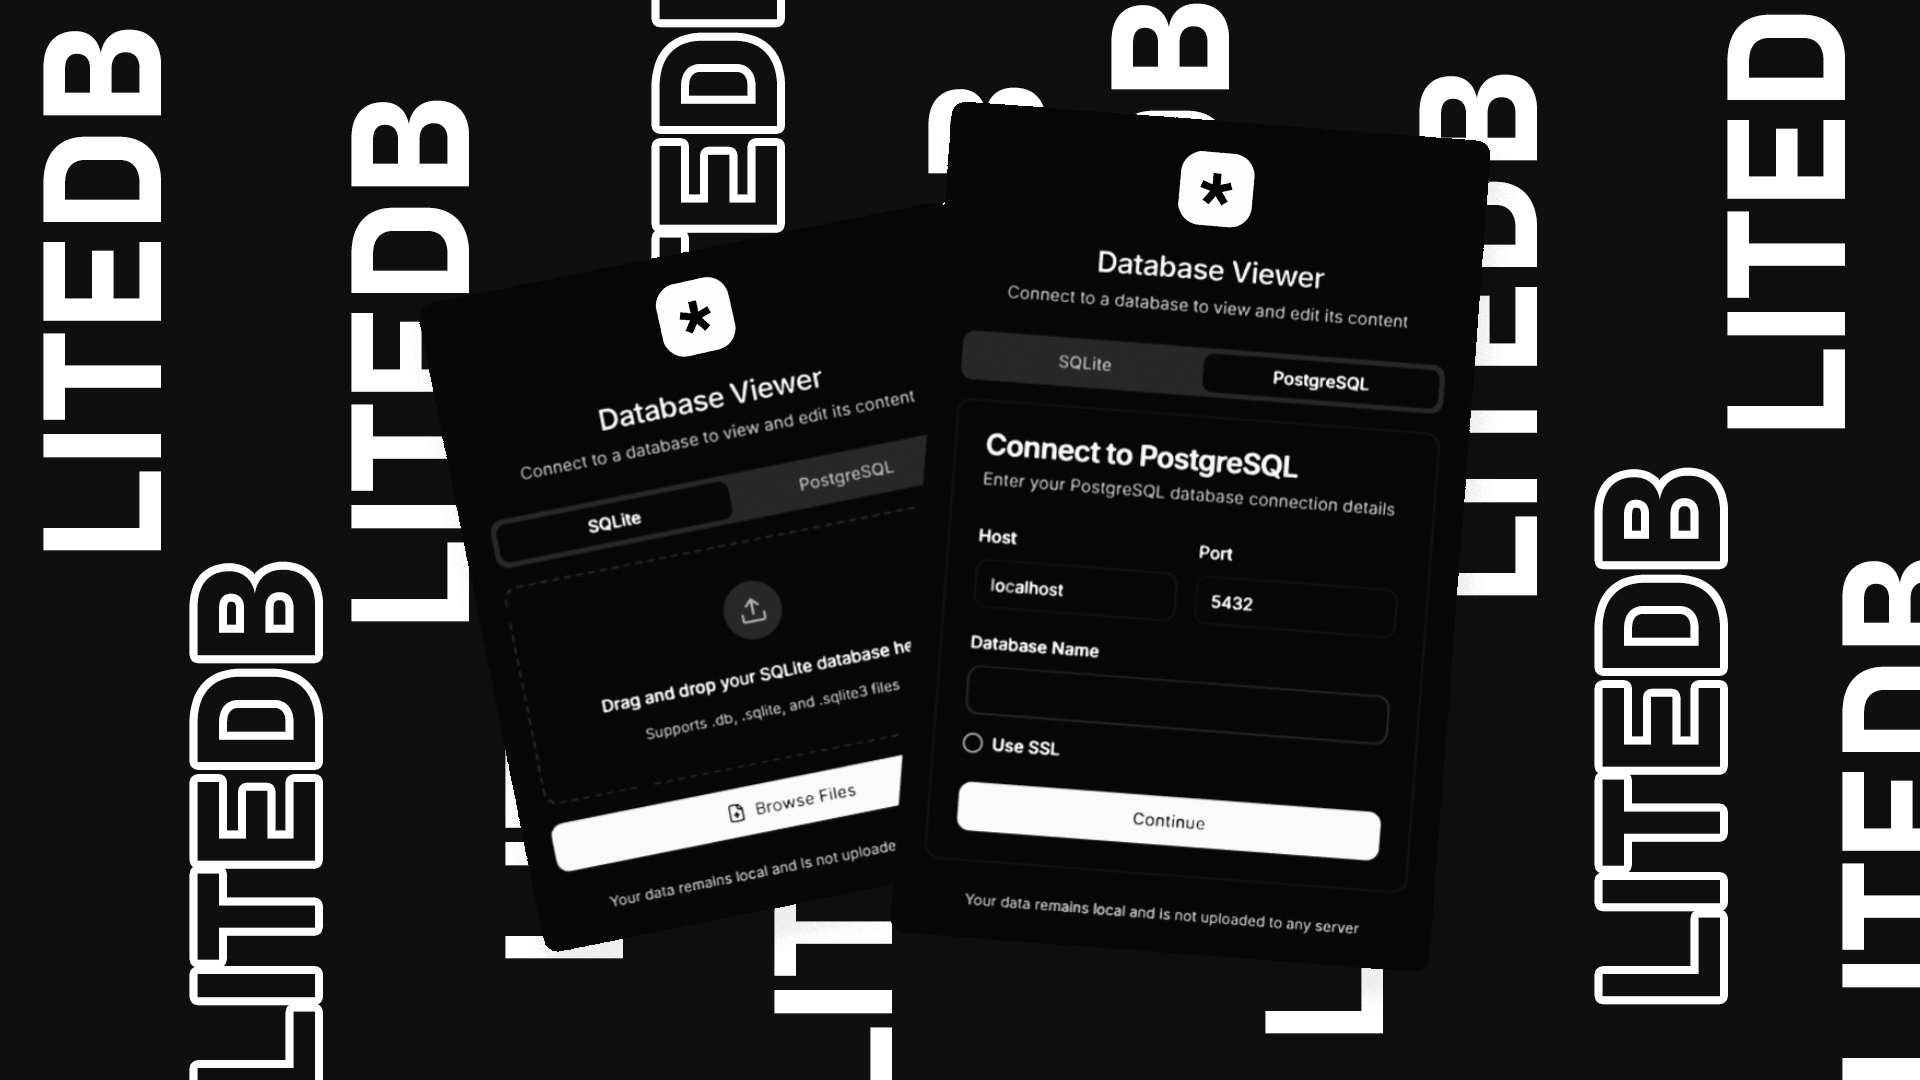 LITEDB
LITEDB
LITEDB
LITEDB
LITED
LITEDB
LITEDB
LITEDB
*
Database Viewer
Connect to a database to view and edit its content
SQLite
PostgreSQL
Drag and drop your SQLite database he
Supports .db, .sqlite, and .sqlite3 files
Browse Files
Your data remains local and is not uploade
*
Database Viewer
Connect to a database to view and edit its content
SQLite
PostgreSQL
Connect to PostgreSQL
Enter your PostgreSQL database connection details
Host
Port
localhost
5432
Database Name
Use SSL
Continue
Your data remains local and is not uploaded to any server